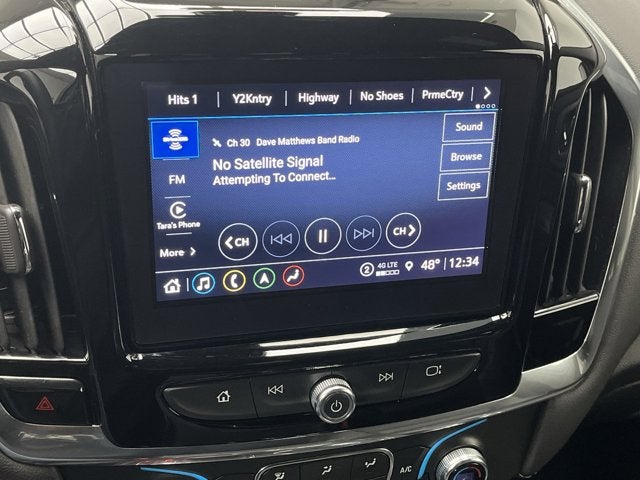 Hits 1 Y2Kntry Highway No Shoes PrmeCtry
Ch 30 Dave Matthews Band Radio
No Satellite Signal
Attempting To Connect...
Sound
Browse
Settings
FM
Tara's Phone
More
CH CH
2 4G LTE 48° 12:34
A/C